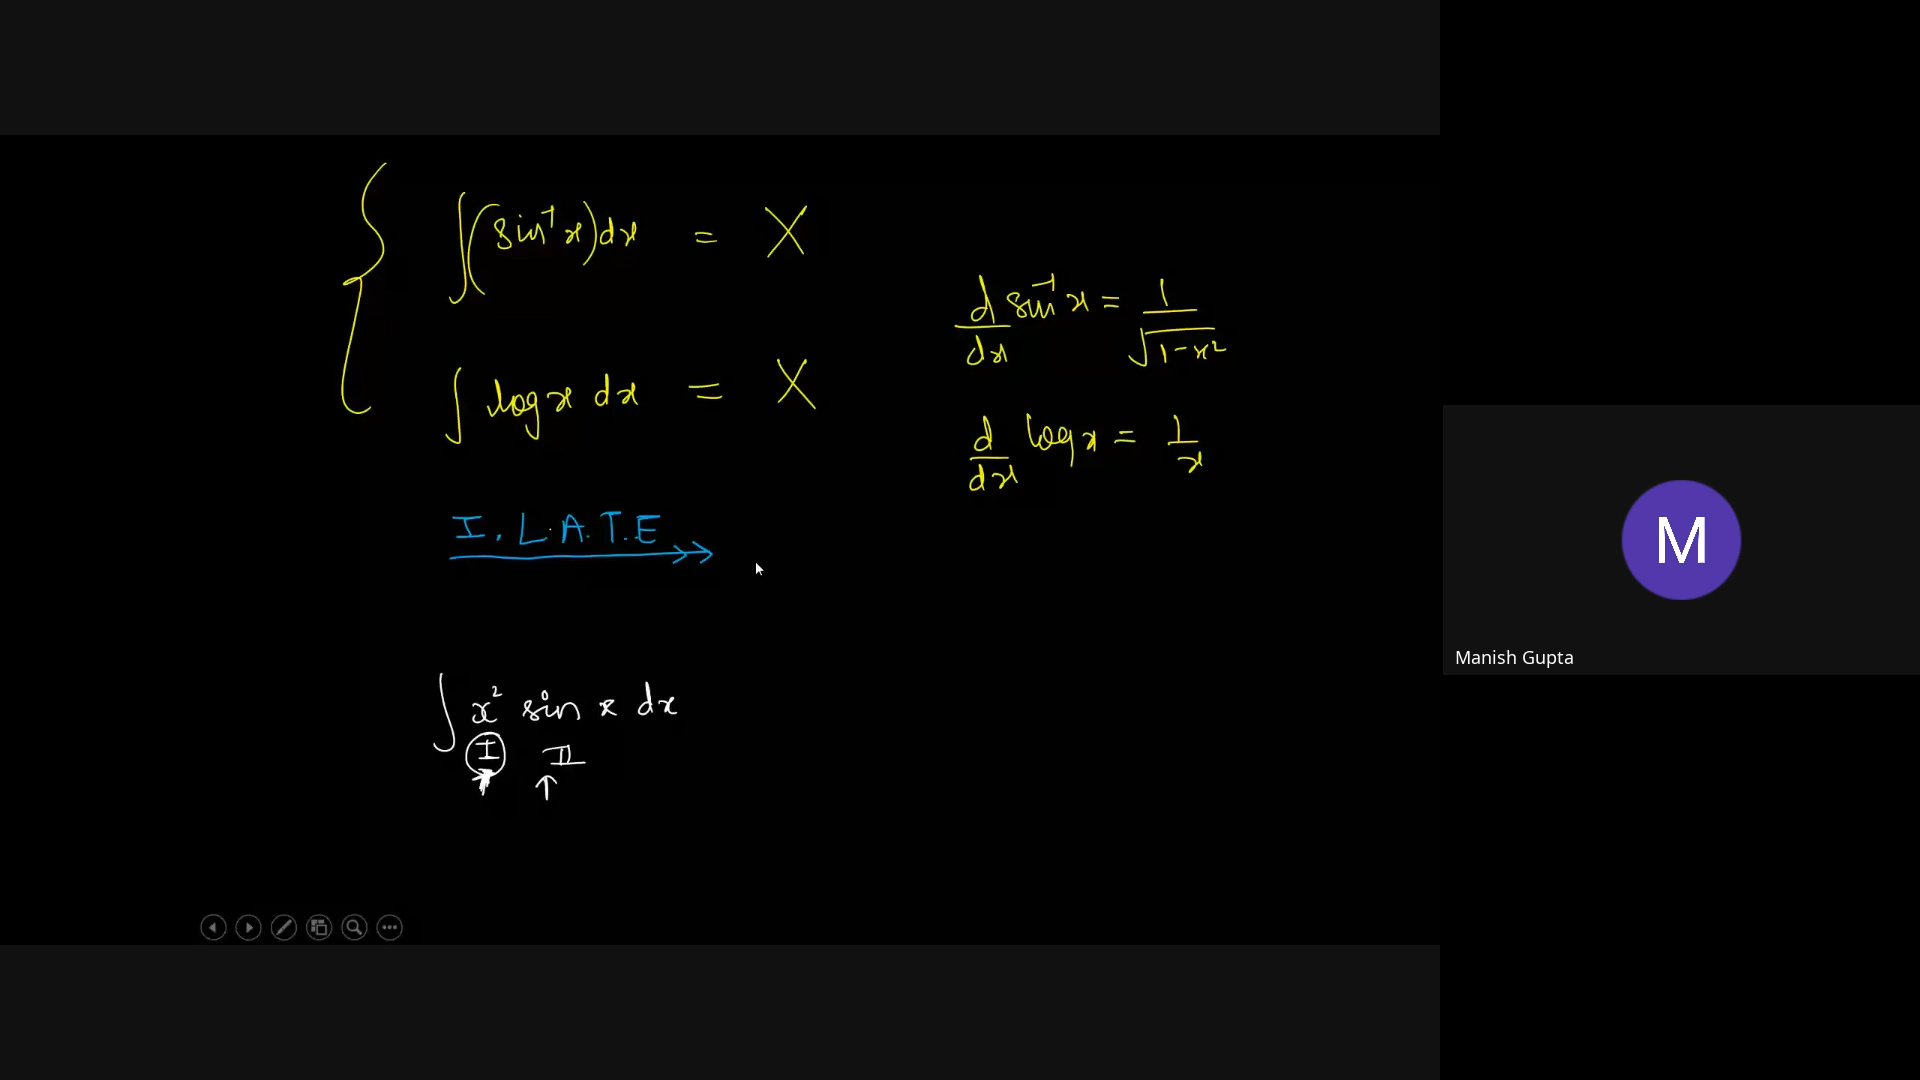 ∫(sin⁻¹x)dx = X
d/dx sin⁻¹x = 1/√(1-x²)
∫ log x dx = X
d/dx log x = 1/x
I.L.A.T.E
∫ x² sin x dx
I II
M
Manish Gupta